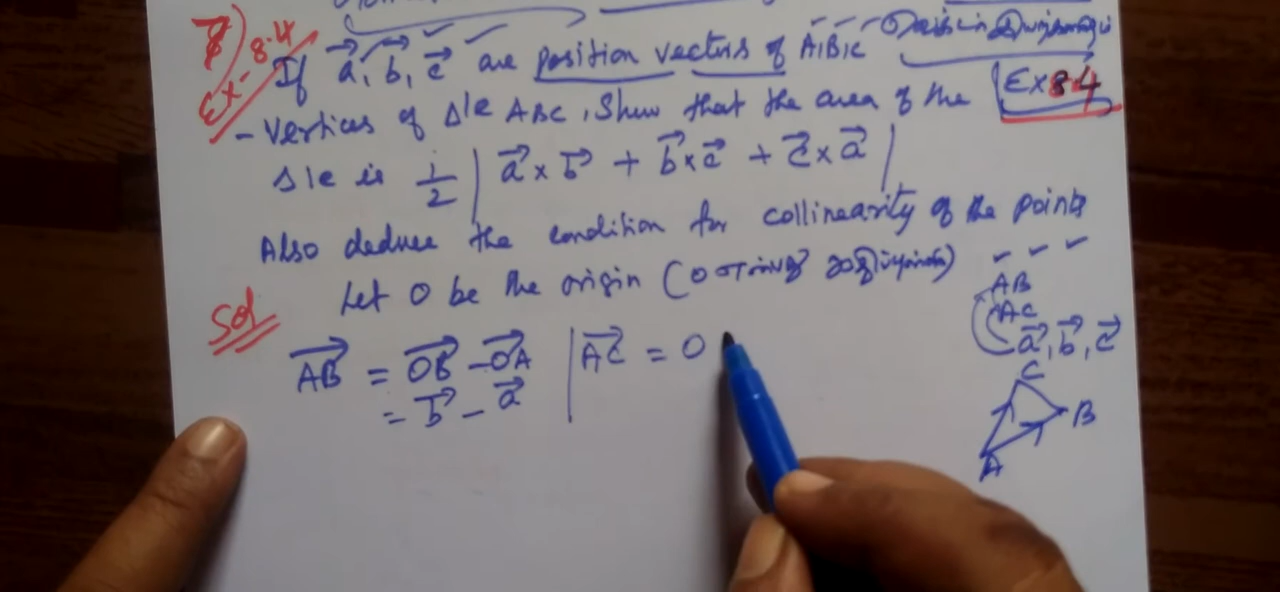 Ex - 8.4
If a⃗, b⃗, c⃗ are position vectors of A, B, C
- Vertices of Δle ABC, Show that the area of the Ex 8.4
Δle is 1/2 | a⃗ × b⃗ + b⃗ × c⃗ + c⃗ × a⃗ |
Also deduce the condition for collinearity of the points
Sol
Let O be the origin
AB⃗ = OB⃗ - OA⃗
= b⃗ - a⃗
AC⃗ = O
AB
AC
a⃗, b⃗, c⃗
C
B
A